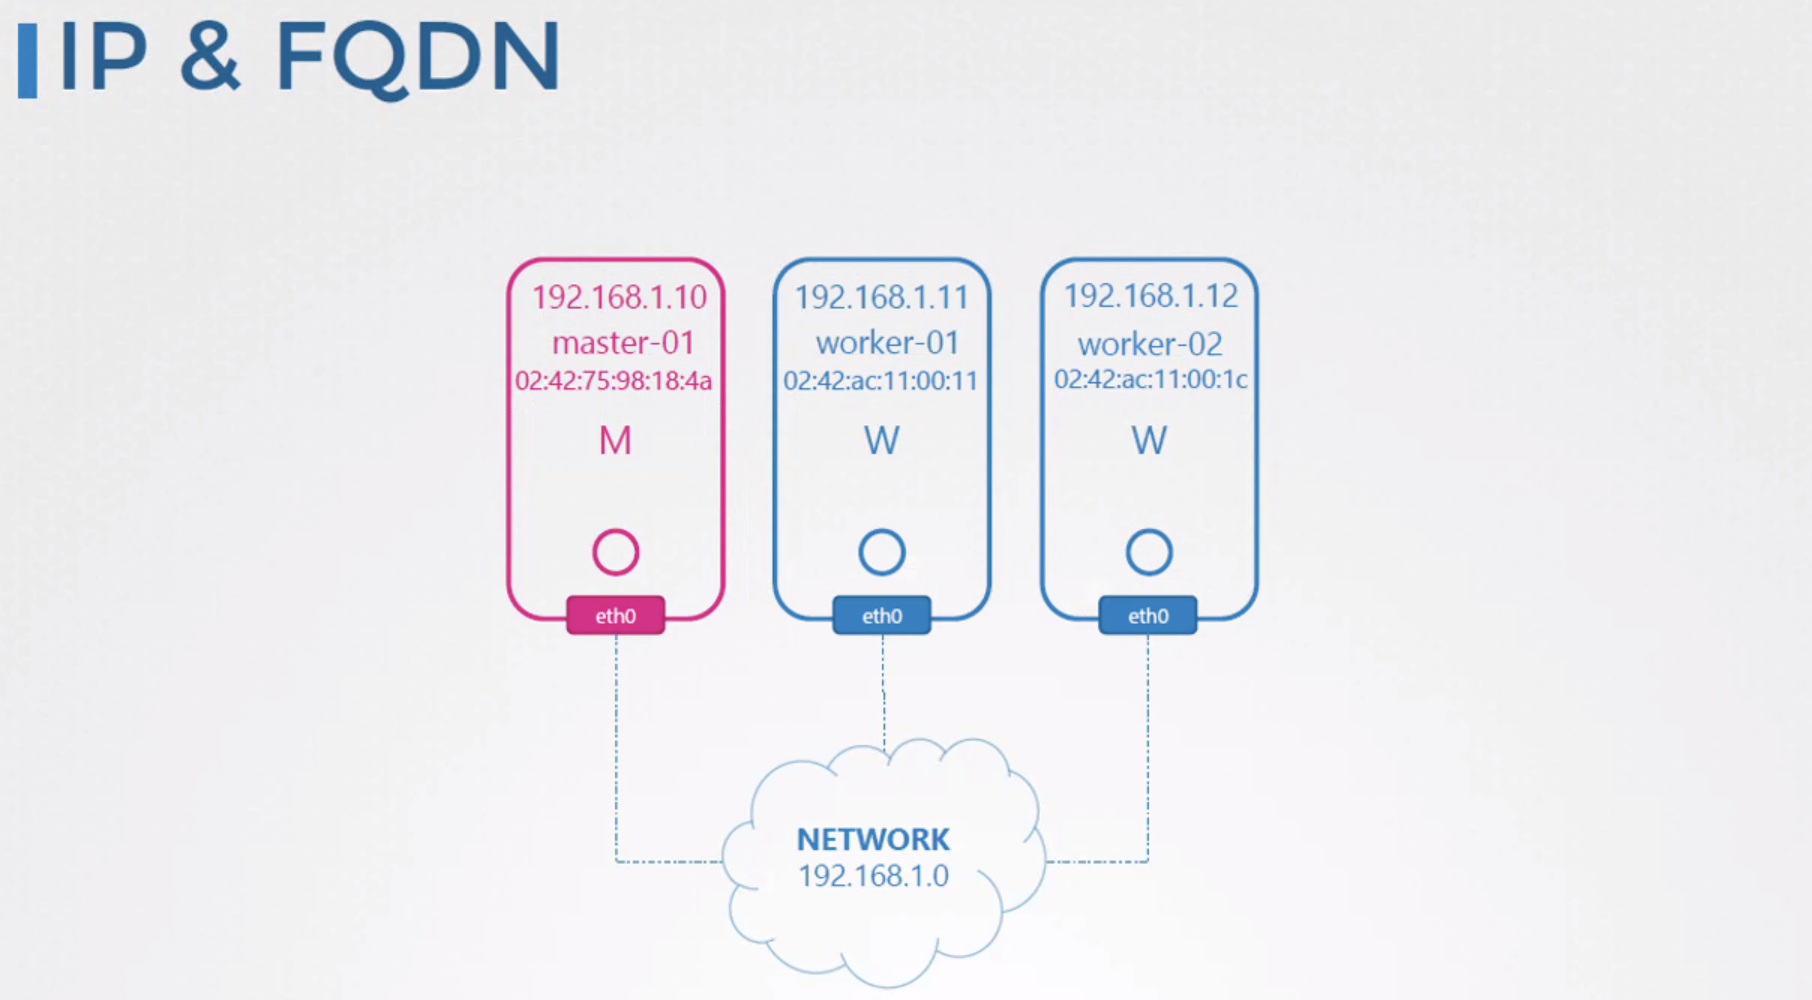 IP & FQDN
192.168.1.10
master-01
02:42:75:98:18:4a
M
eth0
192.168.1.11
worker-01
02:42:ac:11:00:11
W
eth0
192.168.1.12
worker-02
02:42:ac:11:00:1c
W
eth0
NETWORK
192.168.1.0